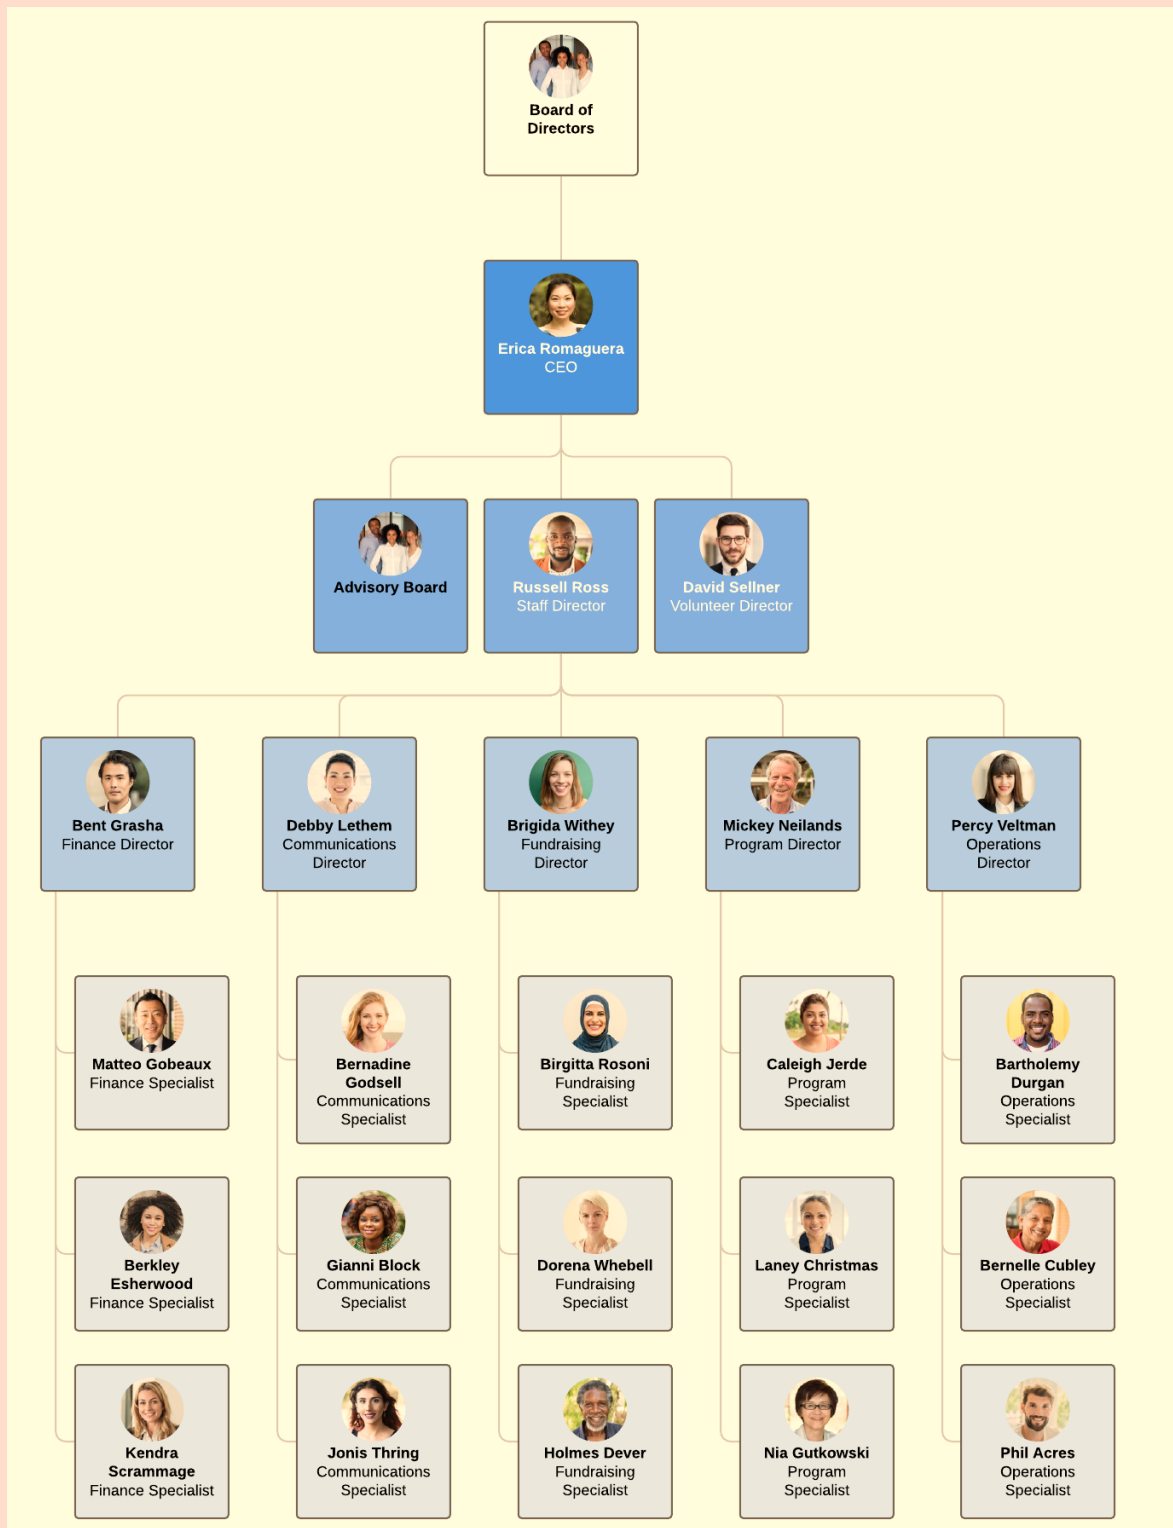 Board of
Directors
Erica Romaguera
CEO
Advisory Board
Russell Ross
Staff Director
David Sellner
Volunteer Director
Bent Grasha
Finance Director
Debby Lethem
Communications
Director
Brigida Withey
Fundraising
Director
Mickey Neilands
Program Director
Percy Veltman
Operations
Director
Matteo Gobeaux
Finance Specialist
Bernadine
Godsell
Communications
Specialist
Birgitta Rosoni
Fundraising
Specialist
Caleigh Jerde
Program
Specialist
Bartholemy
Durgan
Operations
Specialist
Berkley
Esherwood
Finance Specialist
Gianni Block
Communications
Specialist
Dorena Whebell
Fundraising
Specialist
Laney Christmas
Program
Specialist
Bernelle Cubley
Operations
Specialist
Kendra
Scrammage
Finance Specialist
Jonis Thring
Communications
Specialist
Holmes Dever
Fundraising
Specialist
Nia Gutkowski
Program
Specialist
Phil Acres
Operations
Specialist